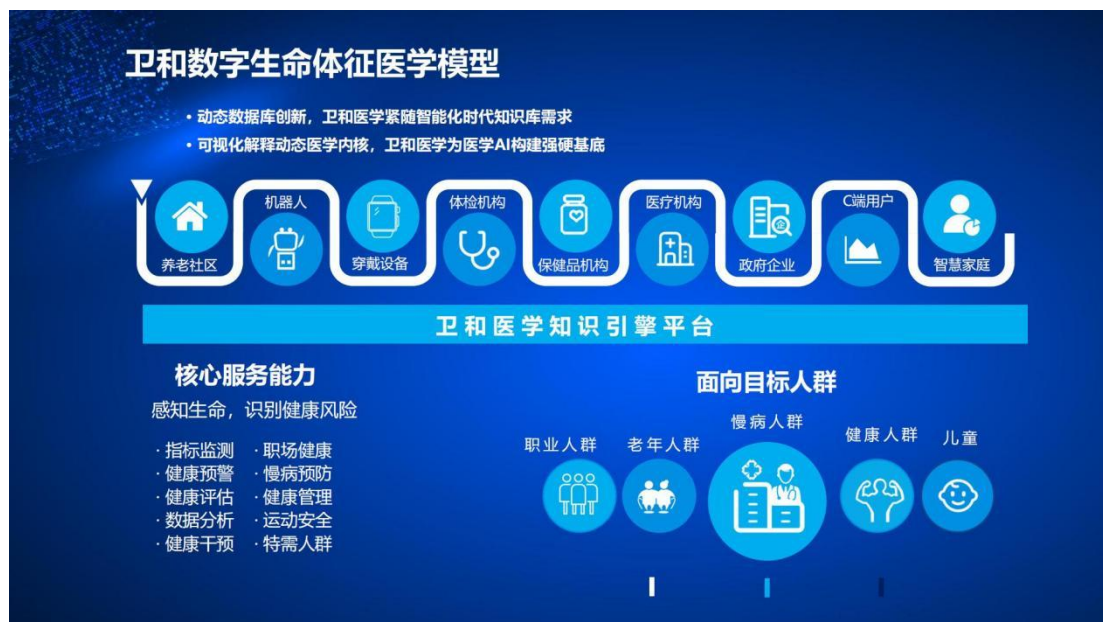 卫和数字生命体征医学模型
• 动态数据库创新，卫和医学紧随智能化时代知识库需求
• 可视化解释动态医学内核，卫和医学为医学AI构建强硬基底
养老社区
机器人
穿戴设备
体检机构
保健品机构
医疗机构
企
政府企业
C端用户
智慧家庭
卫和医学知识引擎平台
核心服务能力
感知生命，识别健康风险
· 指标监测 · 职场健康
· 健康预警 · 慢病预防
· 健康评估 · 健康管理
· 数据分析 · 运动安全
· 健康干预 · 特需人群
面向目标人群
职业人群
老年人群
慢病人群
健康人群
儿童